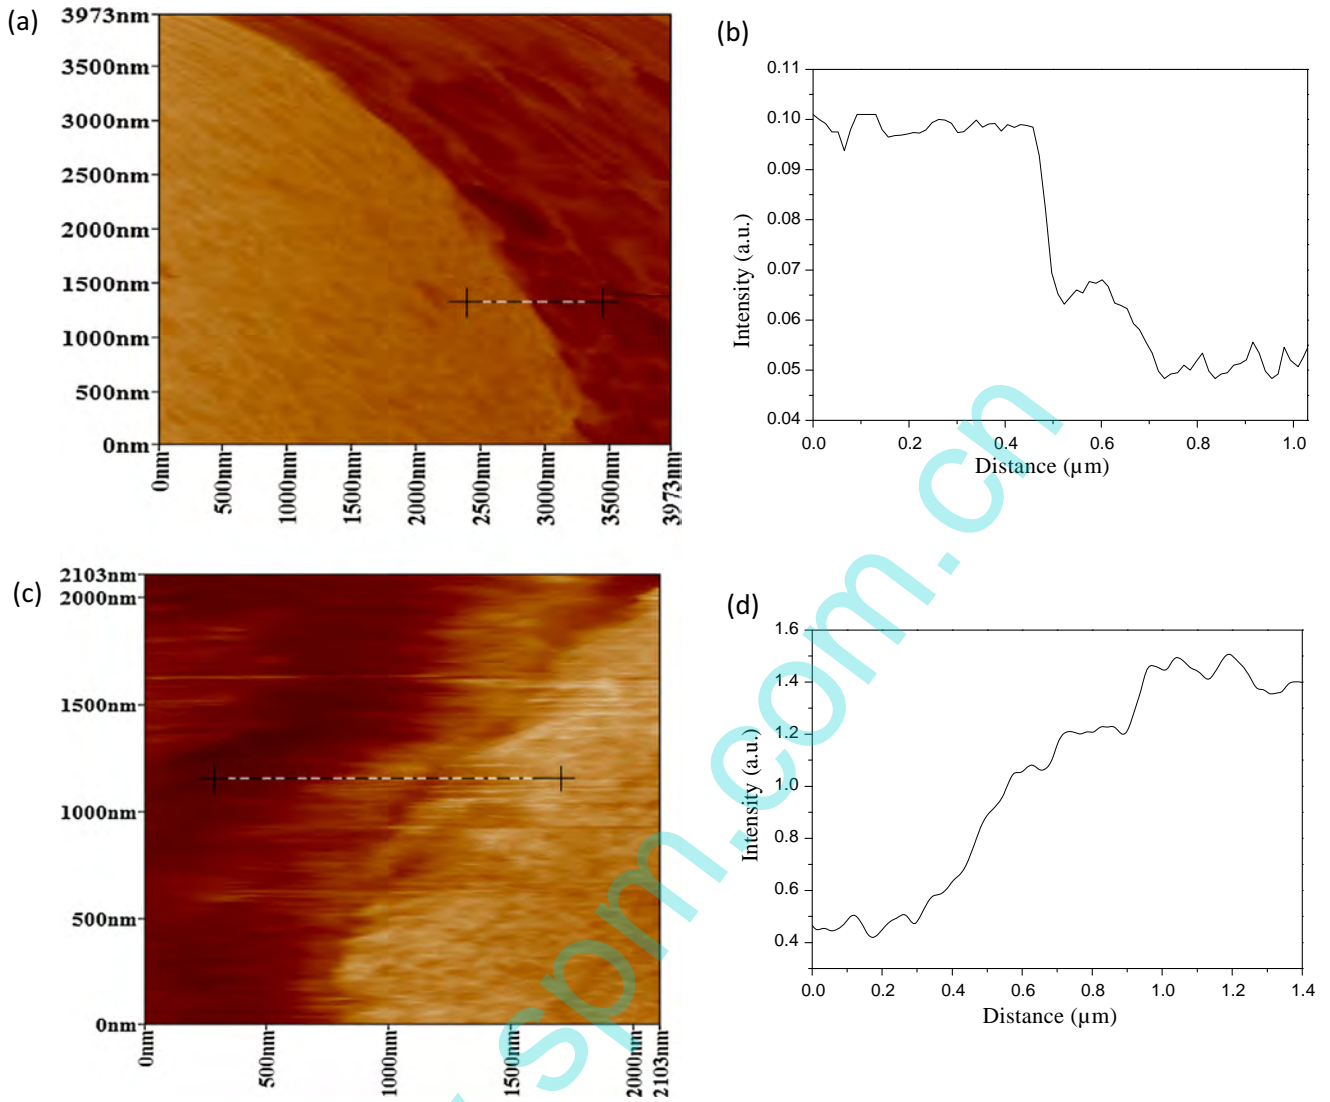 (a)
3973nm
3500nm
3000nm
2500nm
2000nm
1500nm
1000nm
500nm
0nm
0nm
500nm
1000nm
1500nm
2000nm
2500nm
3000nm
3500nm
3973nm
(b)
0.11
0.10
0.09
0.08
0.07
0.06
0.05
0.04
Intensity (a.u.)
0.0 0.2 0.4 0.6 0.8 1.0
Distance (µm)
(c)
2103nm
2000nm
1500nm
1000nm
500nm
0nm
0nm
500nm
1000nm
1500nm
2000nm
2103nm
(d)
1.6
1.4
1.2
1.0
0.8
0.6
0.4
Intensity (a.u.)
0.0 0.2 0.4 0.6 0.8 1.0 1.2 1.4
Distance (µm)
spm.com.cn